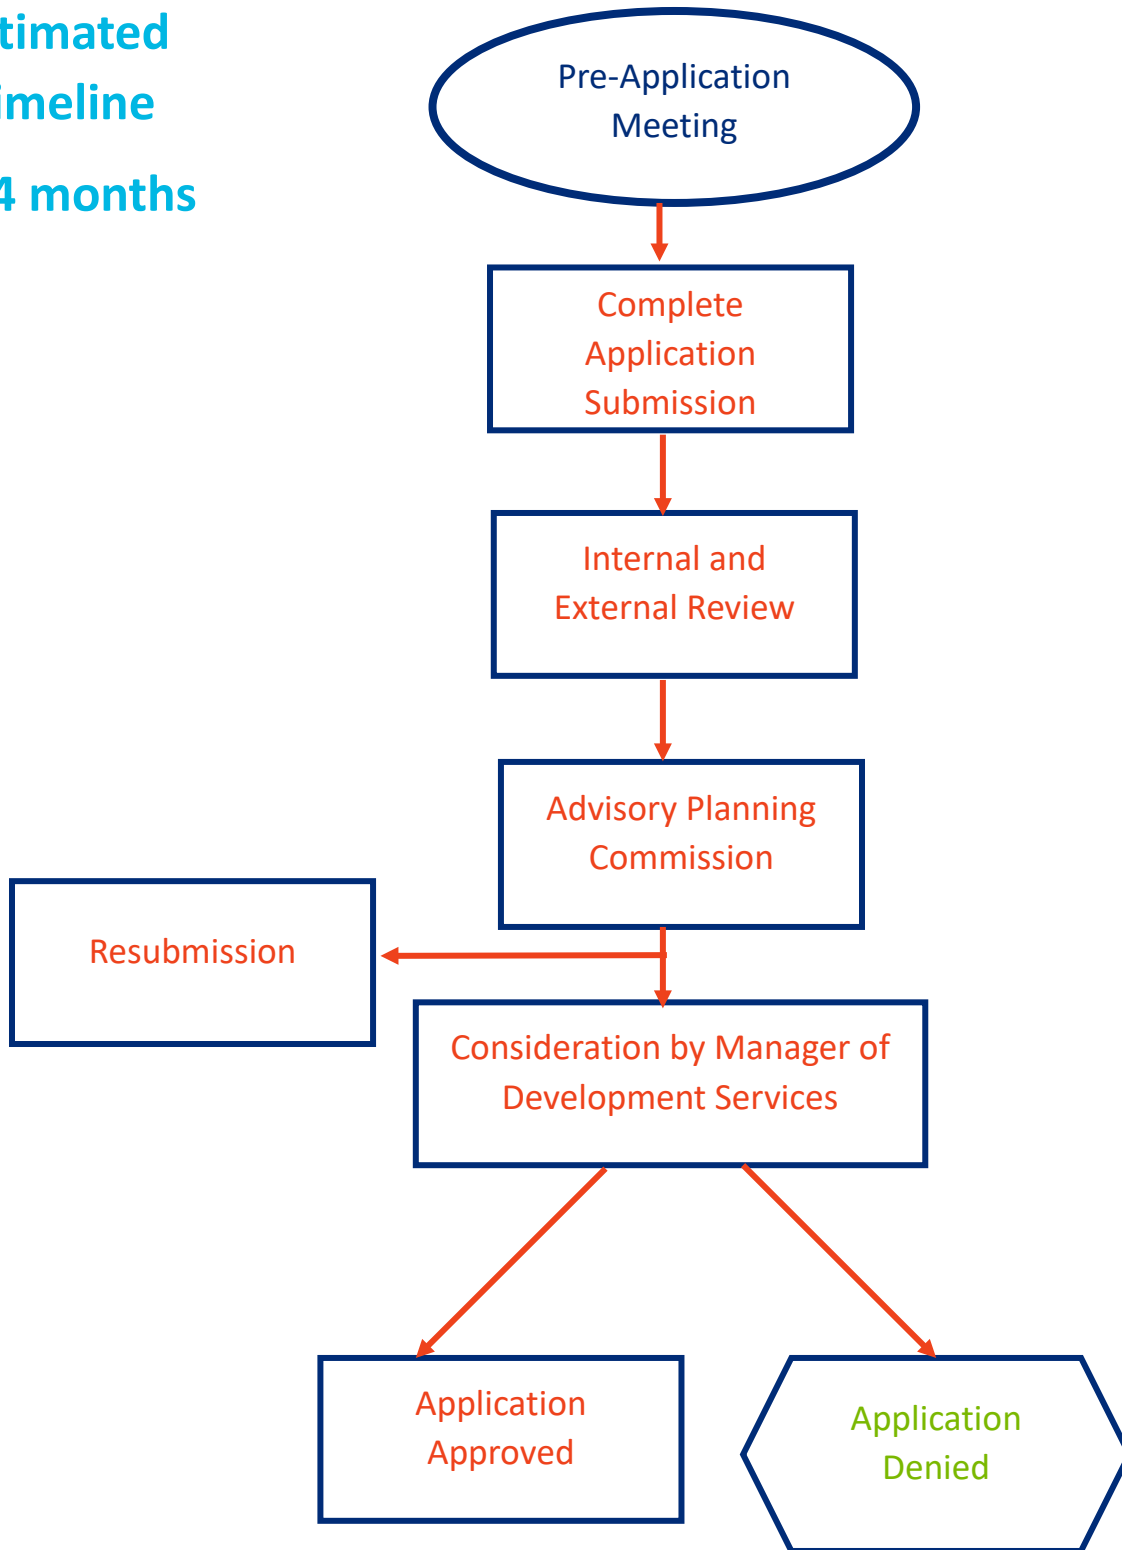 timated
imeline
4 months
Pre-Application
Meeting
Complete
Application
Submission
Internal and
External Review
Advisory Planning
Commission
Resubmission
Consideration by Manager of
Development Services
Application
Approved
Application
Denied